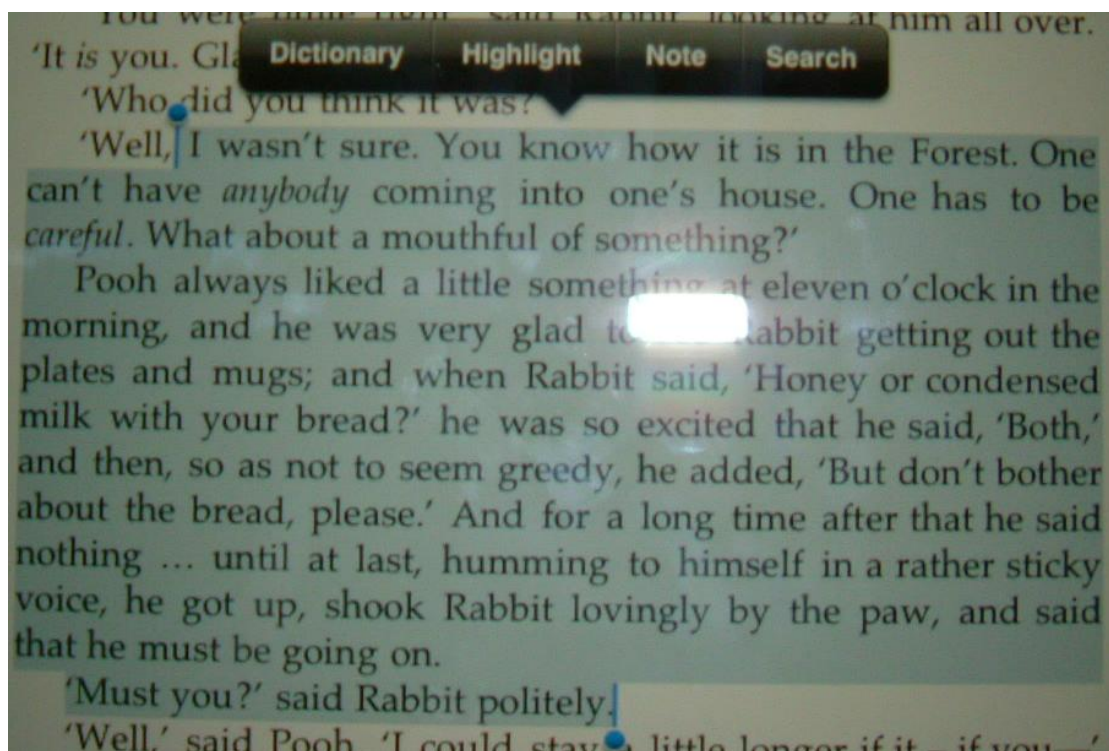 him all over.
'It is you.
Dictionary Highlight Note Search
'Who did you think it was?'
'Well, I wasn't sure. You know how it is in the Forest. One
can't have anybody coming into one's house. One has to be
careful. What about a mouthful of something?'
Pooh always liked a little something at eleven o'clock in the
morning, and he was very glad getting out the
plates and mugs; and when Rabbit said, 'Honey or condensed
milk with your bread?' he was so excited that he said, 'Both,'
and then, so as not to seem greedy, he added, 'But don't bother
about the bread, please.' And for a long time after that he said
nothing ... until at last, humming to himself in a rather sticky
voice, he got up, shook Rabbit lovingly by the paw, and said
that he must be going on.
'Must you?' said Rabbit politely.
'Well,' said Pooh, 'I could stay little longer if it if you